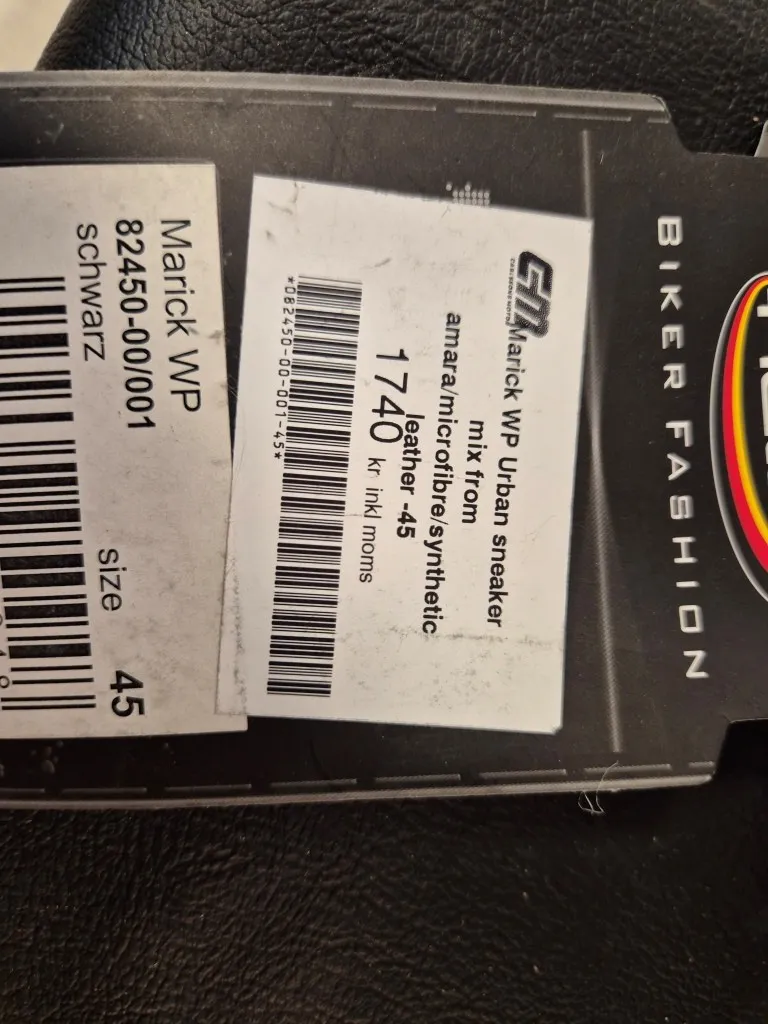 BIKER FASHION
GM
Marick WP Urban sneaker
mix from
amara/microfibre/synthetic
leather -45
1740 kr inkl moms
*082450-00-001-45*
Marick WP
82450-00/001
schwarz
size 45